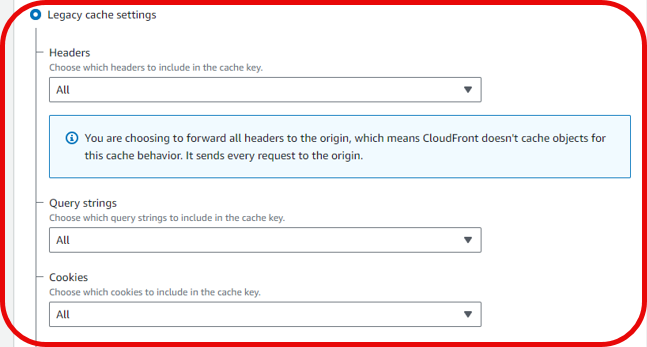 Legacy cache settings
Headers
Choose which headers to include in the cache key.
All
You are choosing to forward all headers to the origin, which means CloudFront doesn't cache objects for
this cache behavior. It sends every request to the origin.
Query strings
Choose which query strings to include in the cache key.
All
Cookies
Choose which cookies to include in the cache key.
All